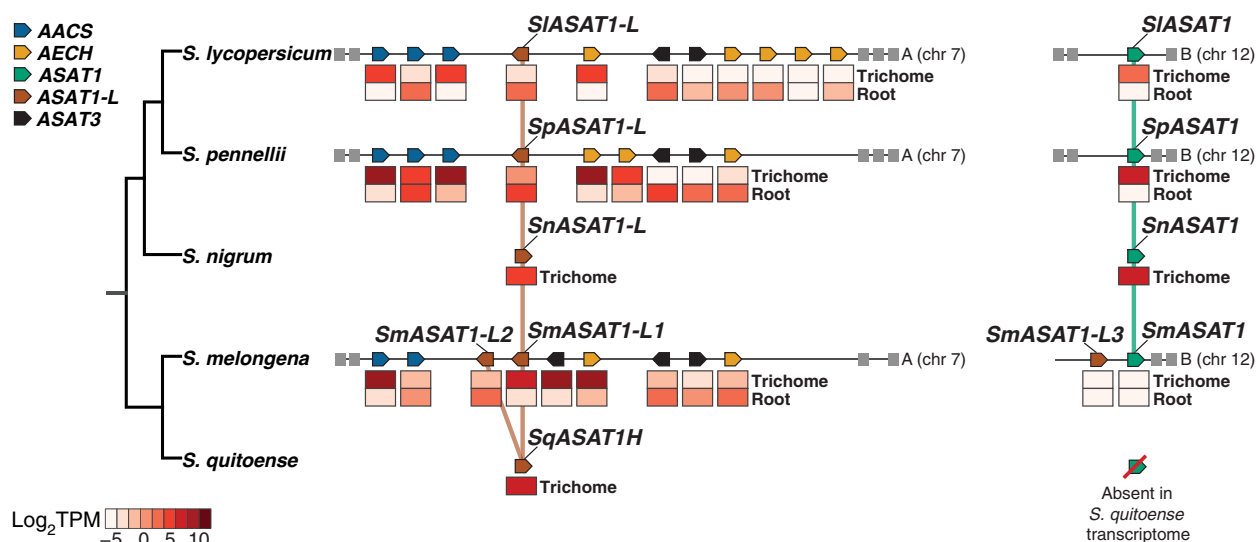 AACS
AECH
ASAT1
ASAT1-L
ASAT3
S. lycopersicum
SlASAT1-L
A (chr 7)
Trichome
Root
SlASAT1
B (chr 12)
Trichome
Root
S. pennellii
SpASAT1-L
A (chr 7)
Trichome
Root
SpASAT1
B (chr 12)
Trichome
Root
S. nigrum
SnASAT1-L
Trichome
SnASAT1
Trichome
S. melongena
SmASAT1-L2
SmASAT1-L1
A (chr 7)
Trichome
Root
SmASAT1-L3
SmASAT1
B (chr 12)
Trichome
Root
S. quitoense
SqASAT1H
Trichome
Absent in
S. quitoense
transcriptome
Log2TPM
−5 0 5 10